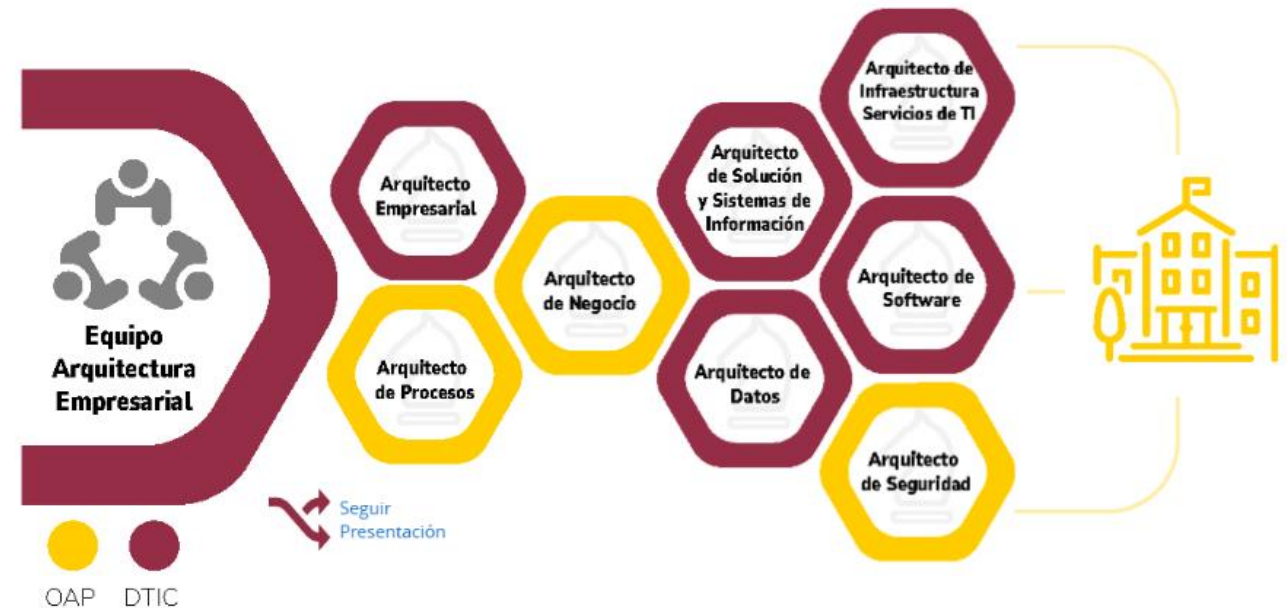 Equipo
Arquitectura
Empresarial
Arquitecto
Empresarial
Arquitecto
de Procesos
Arquitecto
de Negocio
Arquitecto
de Solución
y Sistemas de
Información
Arquitecto de
Datos
Arquitecto de
Infraestructura
Servicios de TI
Arquitecto de
Software
Arquitecto
de Seguridad
Seguir
Presentación
OAP
DTIC